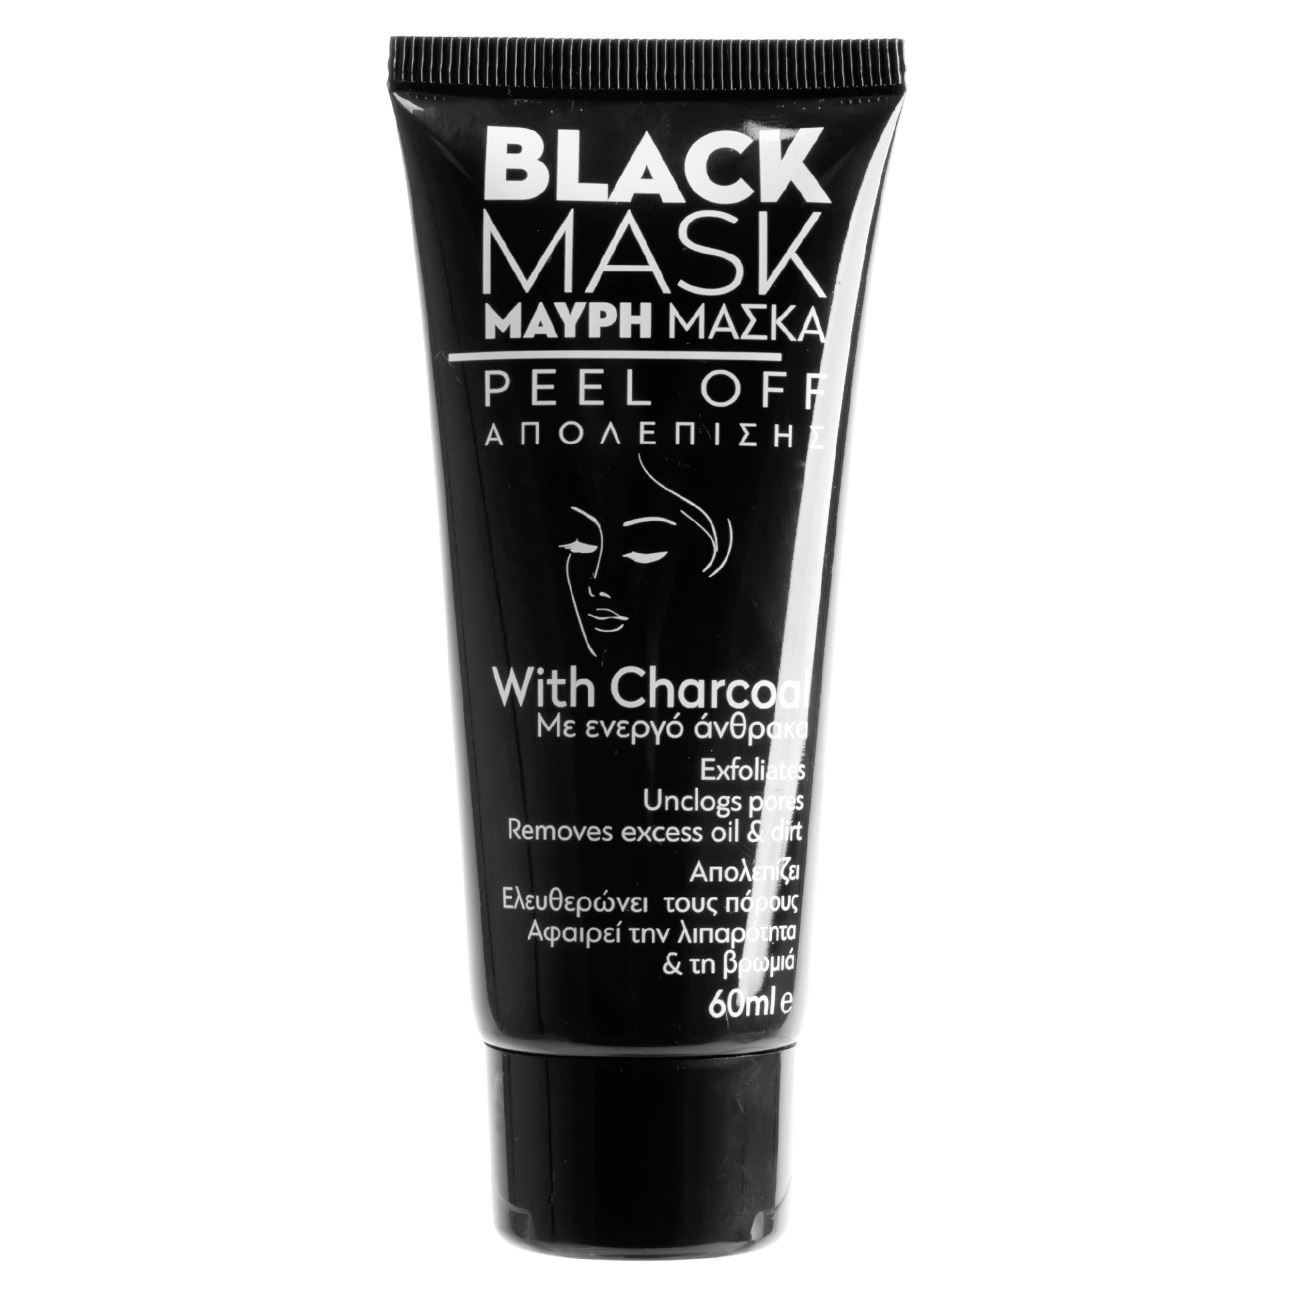 BLACK
MASK
ΜΑΥΡΗ ΜΑΣΚΑ
PEEL OFF
ΑΠΟΛΕΠΙΣΗΣ
With Charcoal
Με ενεργό άνθρακα
Exfoliates
Unclogs pores
Removes excess oil & dirt
Απολεπίζει
Ελευθερώνει τους πόρους
Αφαιρεί την λιπαρότητα
& τη βρωμιά
60ml e